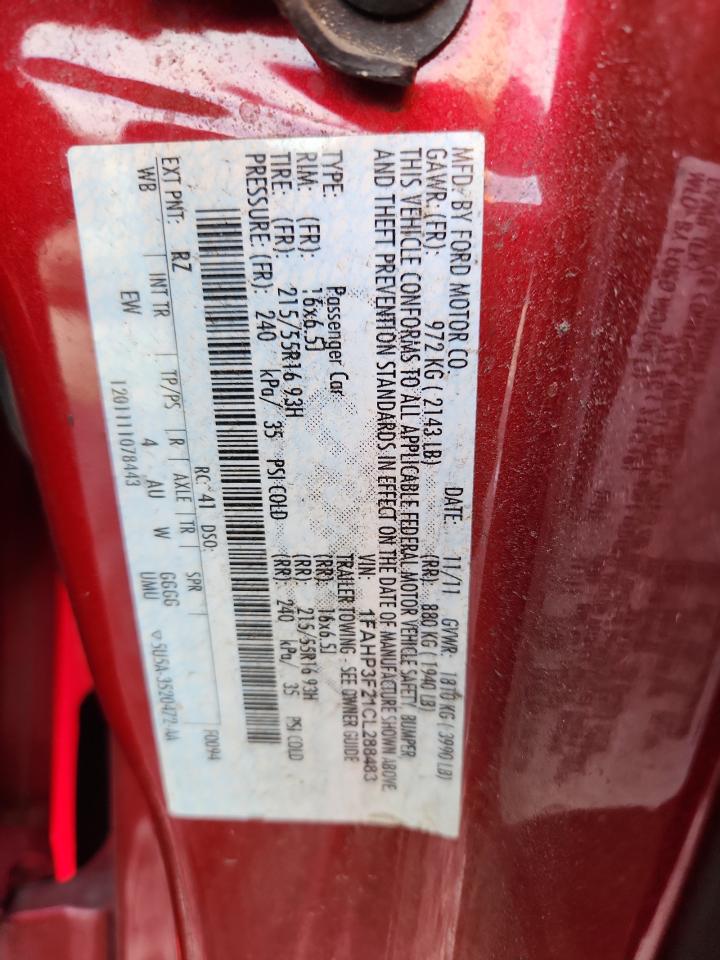 MFD. BY FORD MOTOR CO.
DATE: 11/11 GVWR: 1810 KG ( 3990 LB)
GAWR: (FR): 972 KG ( 2143 LB) (RR): 880 KG ( 1940 LB)
THIS VEHICLE CONFORMS TO ALL APPLICABLE FEDERAL MOTOR VEHICLE SAFETY, BUMPER
AND THEFT PREVENTION STANDARDS IN EFFECT ON THE DATE OF MANUFACTURE SHOWN ABOVE.
VIN: 1FAHP3E21CL288483
TYPE: Passenger Car TRAILER TOWING - SEE OWNER GUIDE
RIM: (FR): 16x6.5J (RR): 16x6.5J
TIRE: (FR): 215/55R16 93H (RR): 215/55R16 93H
PRESSURE: (FR): 240 kPa/ 35 PSI COLD (RR): 240 kPa/ 35 PSI COLD
F0094
EXT PNT: RZ RC: 41 DSO:
WB INT TR TP/PS R AXLE TR SPR
EW 4 AU W GGGG UMU
1201111078443